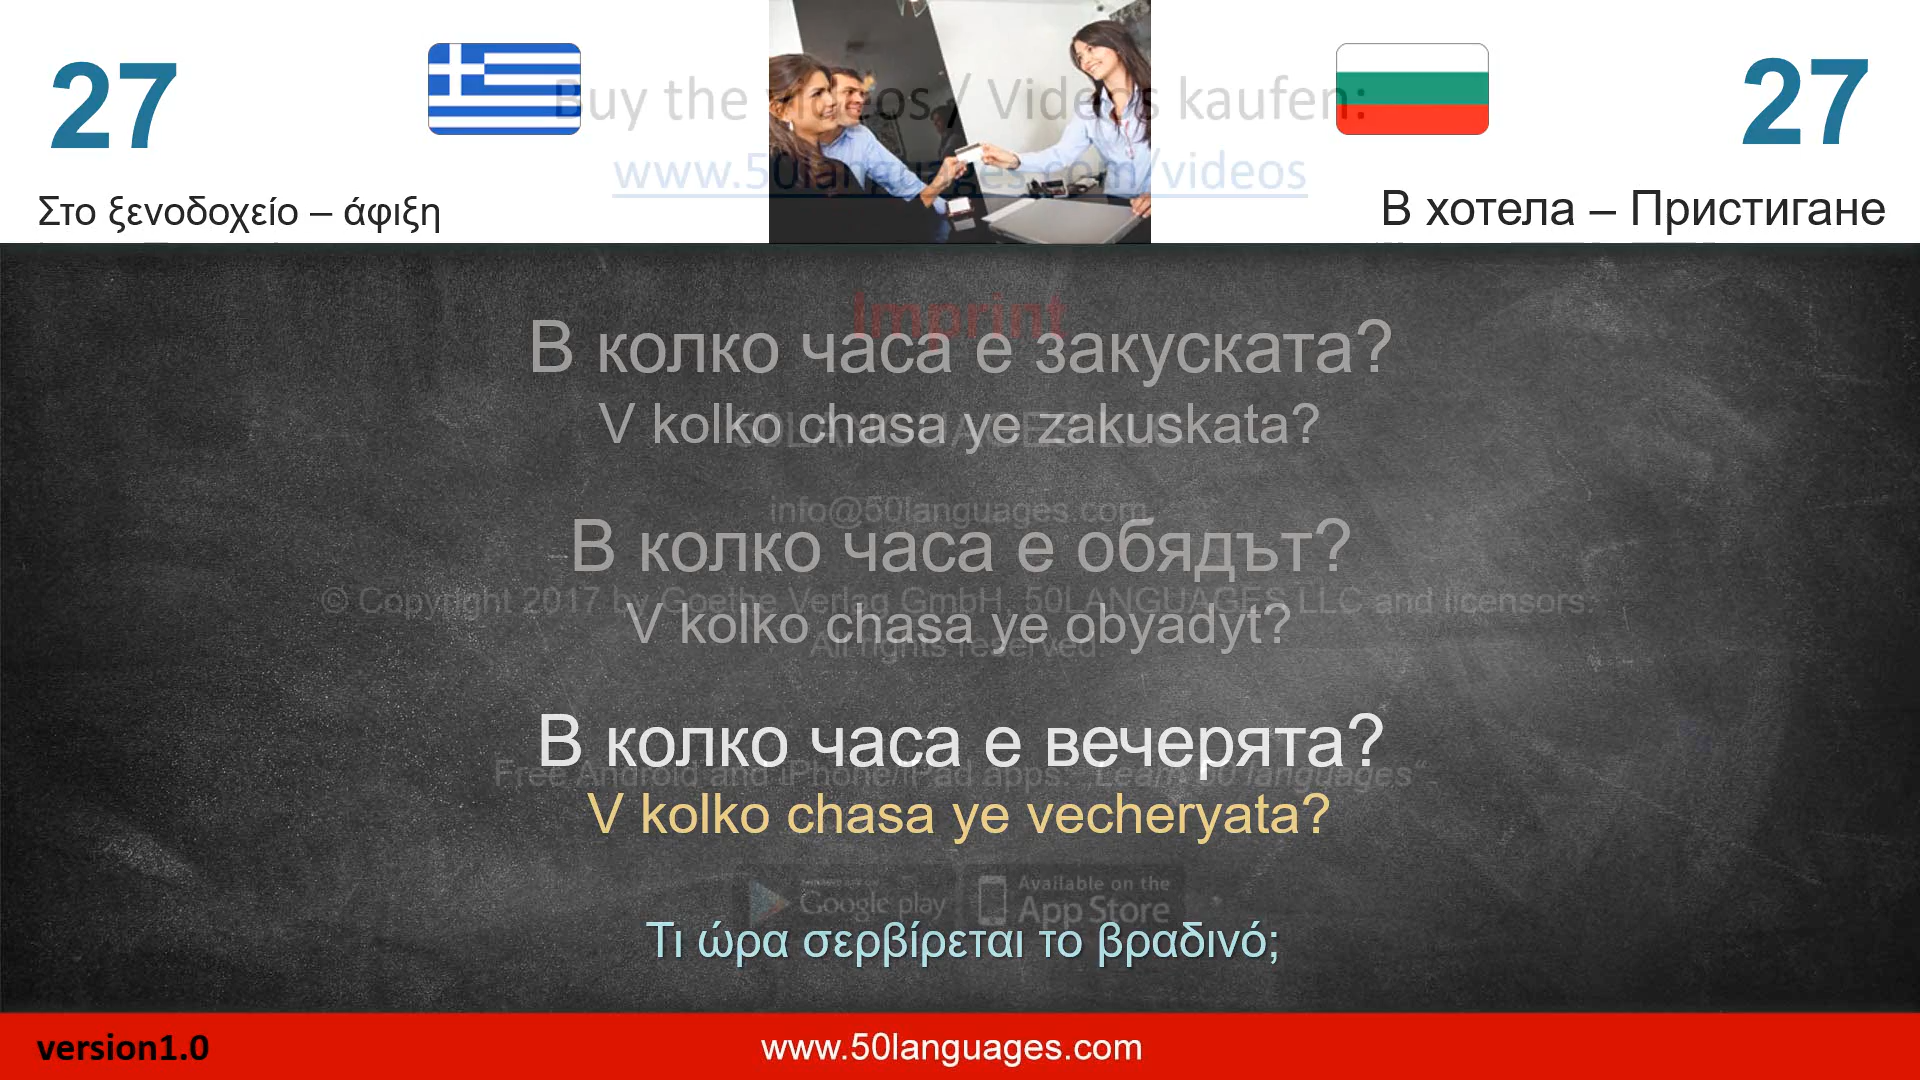 27
27
Buy the videos / Videos kaufen:
www.50languages.com/videos
Στο ξενοδοχείο – άφιξη
В хотела – Пристигане
Imprint
В колко часа е закуската?
V kolko chasa ye zakuskata?
info@50languages.com
В колко часа е обядът?
© Copyright 2017 by Goethe Verlag GmbH, 50LANGUAGES LLC and licensors.
V kolko chasa ye obyadyt?
All rights reserved
В колко часа е вечерята?
Free Android and iPhone/iPad apps: „Learn 50 languages“
V kolko chasa ye vecheryata?
Google play
Available on the
App Store
Τι ώρα σερβίρεται το βραδινό;
version1.0
www.50languages.com